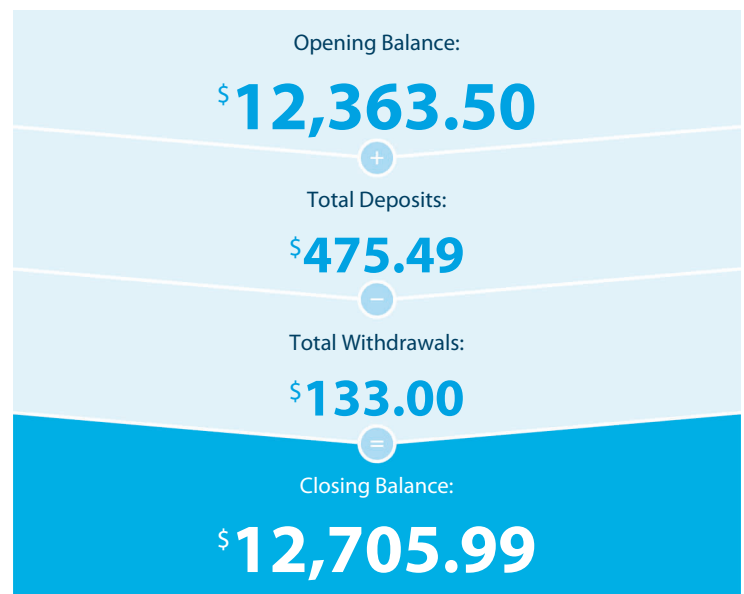 Opening Balance:
$12,363.50
+
Total Deposits:
$475.49
−
Total Withdrawals:
$133.00
=
Closing Balance:
$12,705.99